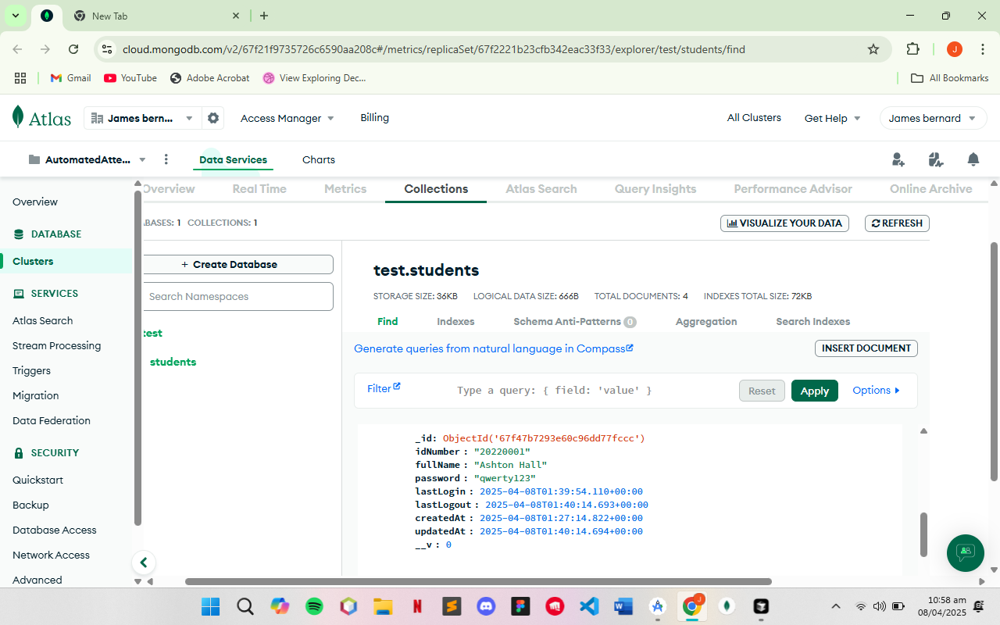 New Tab
cloud.mongodb.com/v2/67f21f9735726c6590aa208c#/metrics/replicaSet/67f2221b23cfb342eac33f33/explorer/test/students/find
J
Gmail
YouTube
Adobe Acrobat
View Exploring Dec...
All Bookmarks
Atlas
James bern...
Access Manager
Billing
All Clusters
Get Help
James bernard
AutomatedAtte...
Data Services
Charts
Overview
DATABASE
Clusters
SERVICES
Atlas Search
Stream Processing
Triggers
Migration
Data Federation
SECURITY
Quickstart
Backup
Database Access
Network Access
Advanced
Overview
Real Time
Metrics
Collections
Atlas Search
Query Insights
Performance Advisor
Online Archive
ABASES: 1 COLLECTIONS: 1
VISUALIZE YOUR DATA
REFRESH
+ Create Database
Search Namespaces
test
students
test.students
STORAGE SIZE: 36KB LOGICAL DATA SIZE: 666B TOTAL DOCUMENTS: 4 INDEXES TOTAL SIZE: 72KB
Find
Indexes
Schema Anti-Patterns 0
Aggregation
Search Indexes
Generate queries from natural language in Compass
INSERT DOCUMENT
Filter
Type a query: { field: 'value' }
Reset
Apply
Options
_id: ObjectId('67f47b7293e60c96dd77fccc')
idNumber : "20220001"
fullName : "Ashton Hall"
password : "qwerty123"
lastLogin : 2025-04-08T01:39:54.110+00:00
lastLogout : 2025-04-08T01:40:14.693+00:00
createdAt : 2025-04-08T01:27:14.822+00:00
updatedAt : 2025-04-08T01:40:14.694+00:00
__v : 0
10:58 am
08/04/2025